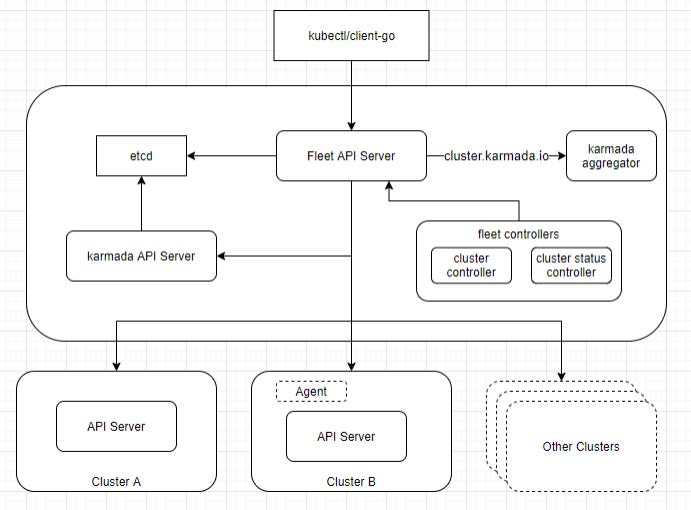 kubectl/client-go
etcd
Fleet API Server
cluster.karmada.io
karmada
aggregator
karmada API Server
fleet controllers
cluster
controller
cluster status
controller
Agent
API Server
API Server
Other Clusters
Cluster A
Cluster B